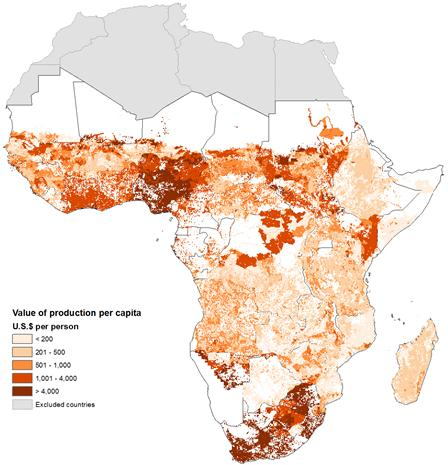 Value of production per capita
U.S.$ per person
< 200
201 - 500
501 - 1,000
1,001 - 4,000
> 4,000
Excluded countries